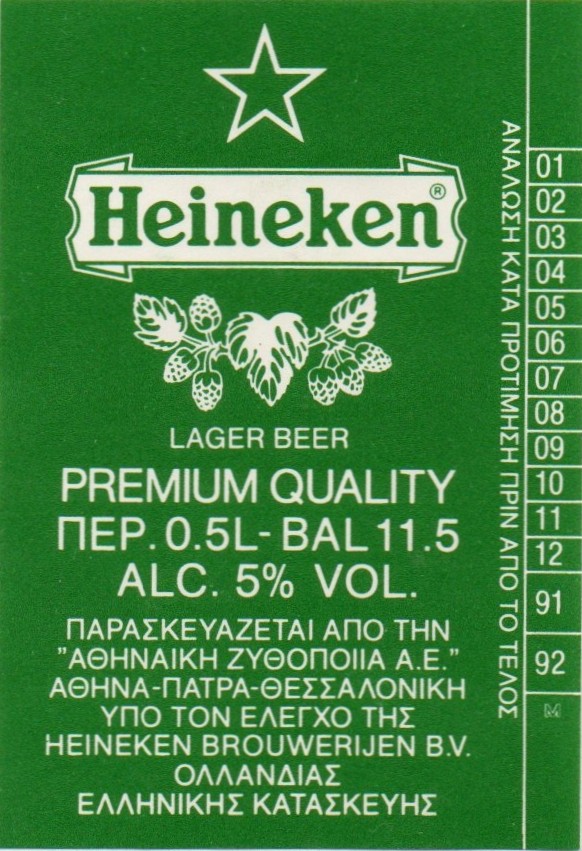 Heineken®
LAGER BEER
PREMIUM QUALITY
ΠΕΡ. 0.5L - BAL 11.5
ALC. 5% VOL.
ΠΑΡΑΣΚΕΥΑΖΕΤΑΙ ΑΠΟ ΤΗΝ
"ΑΘΗΝΑΙΚΗ ΖΥΘΟΠΟΙΙΑ Α.Ε."
ΑΘΗΝΑ-ΠΑΤΡΑ-ΘΕΣΣΑΛΟΝΙΚΗ
ΥΠΟ ΤΟΝ ΕΛΕΓΧΟ ΤΗΣ
HEINEKEN BROUWERIJEN B.V.
ΟΛΛΑΝΔΙΑΣ
ΕΛΛΗΝΙΚΗΣ ΚΑΤΑΣΚΕΥΗΣ
ΑΝΑΛΩΣΗ ΚΑΤΑ ΠΡΟΤΙΜΗΣΗ ΠΡΙΝ ΑΠΟ ΤΟ ΤΕΛΟΣ
01
02
03
04
05
06
07
08
09
10
11
12
91
92
M